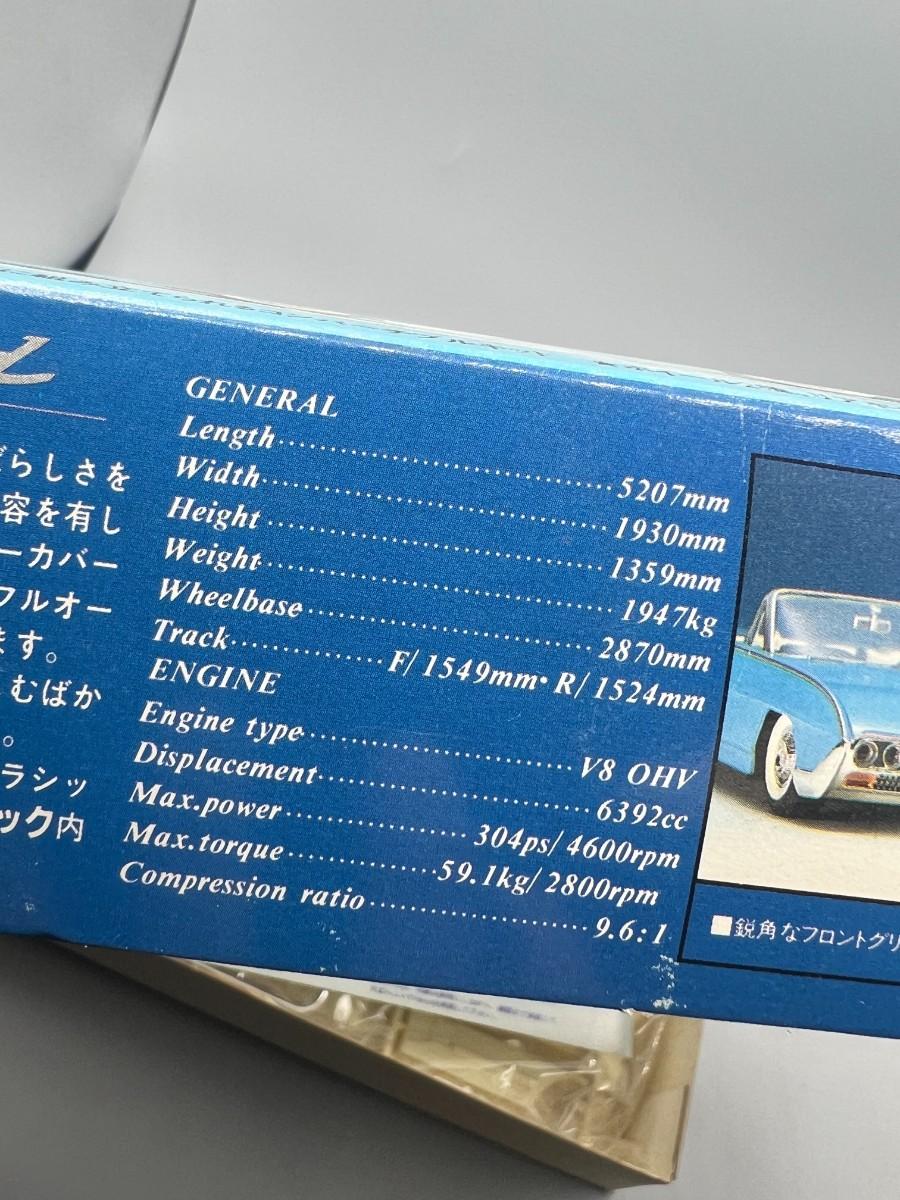 らしさを
容を有し
ーカバー
フルオー
ます。
むばか
。
ラシッ
ック内
GENERAL
Length 5207mm
Width 1930mm
Height 1359mm
Weight 1947kg
Wheelbase 2870mm
Track F/1549mm・R/1524mm
ENGINE
Engine type V8 OHV
Displacement 6392cc
Max.power 304ps/4600rpm
Max.torque 59.1kg/2800rpm
Compression ratio 9.6:1
■鋭角なフロントグリ